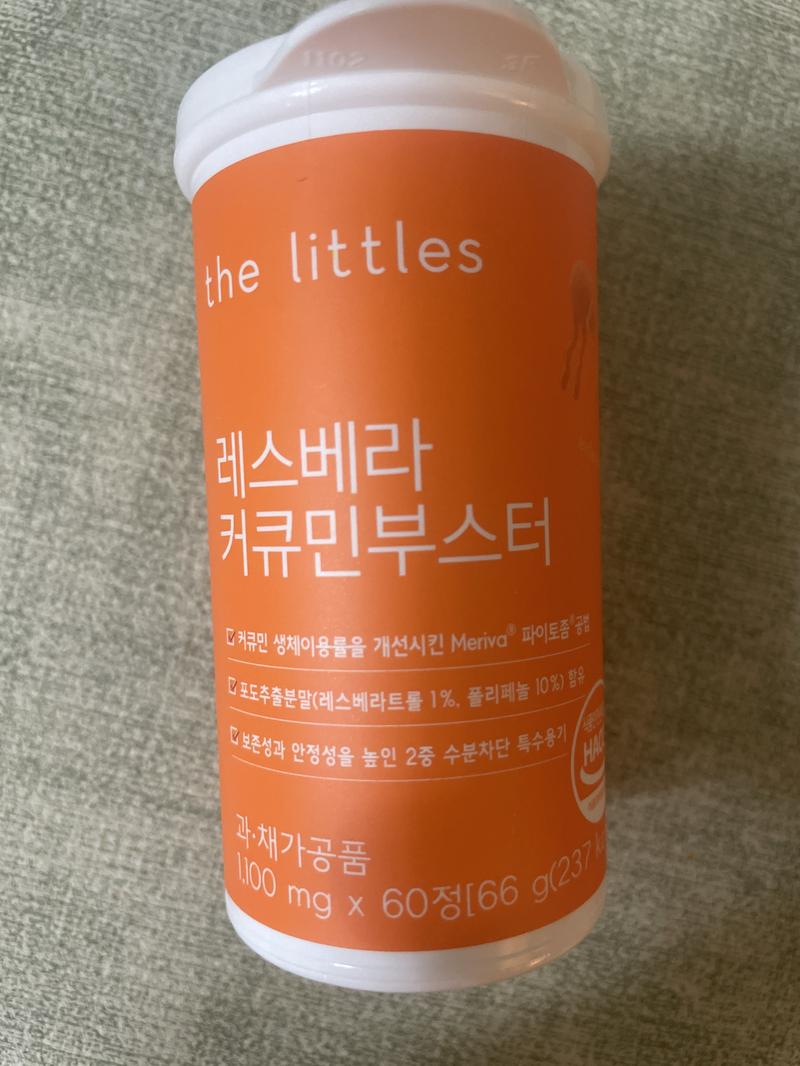 1102
3F
the littles
레스베라
커큐민부스터
커큐민 생체이용률을 개선시킨 Meriva® 파이토좀®공법
포도추출분말(레스베라트롤 1%, 폴리페놀 10%) 함유
보존성과 안정성을 높인 2중 수분차단 특수용기
과·채가공품
1,100 mg x 60정[66 g(237